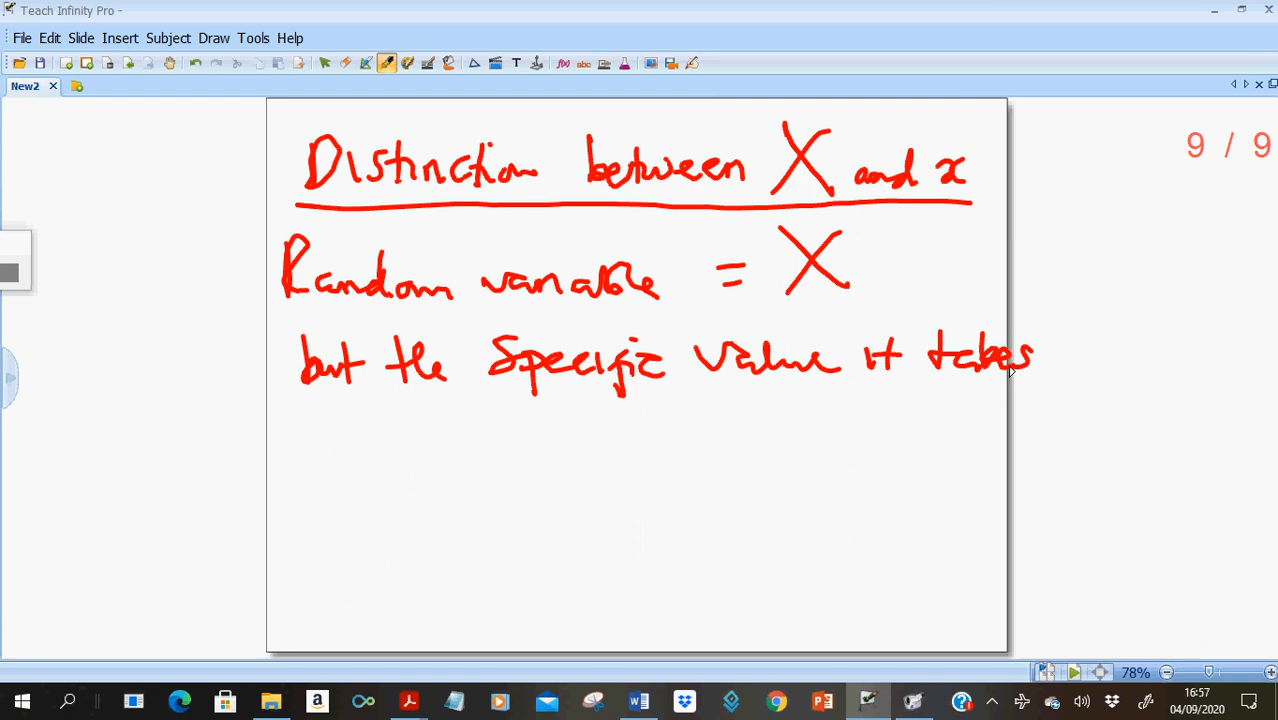 Teach Infinity Pro -
File Edit Slide Insert Subject Draw Tools Help
New2
9 / 9
Distinction between X and x
Random variable = X
but the specific value it takes
78%
16:57
04/09/2020